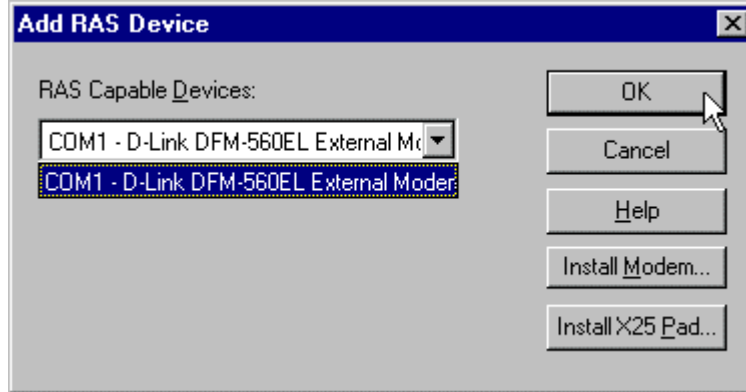 Add RAS Device
RAS Capable Devices:
COM1 - D-Link DFM-560EL External Mo
COM1 - D-Link DFM-560EL External Moder
OK
Cancel
Help
Install Modem...
Install X25 Pad...